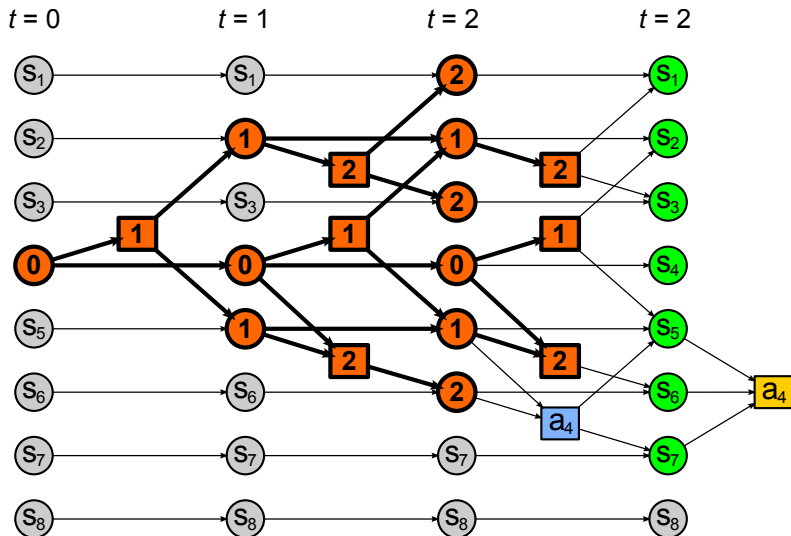 t = 0 t = 1 t = 2 t = 2
s1 s1 2 s1
s2 1 1 s2
2 2
s3 s3 2 s3
1 1 1
0 0 0 s4
s5 1 1 s5
2 2
s6 s6 2 s6 a4
a4
s7 s7 s7 s7
s8 s8 s8 s8